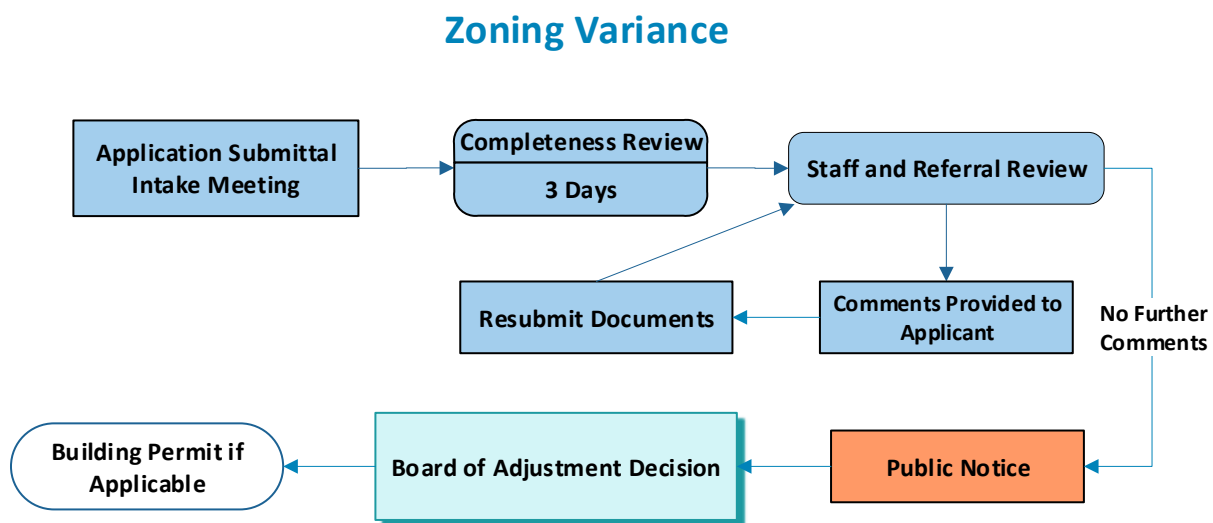 Zoning Variance
Application Submittal
Intake Meeting
Completeness Review
3 Days
Staff and Referral Review
Resubmit Documents
Comments Provided to
Applicant
No Further
Comments
Building Permit if
Applicable
Board of Adjustment Decision
Public Notice